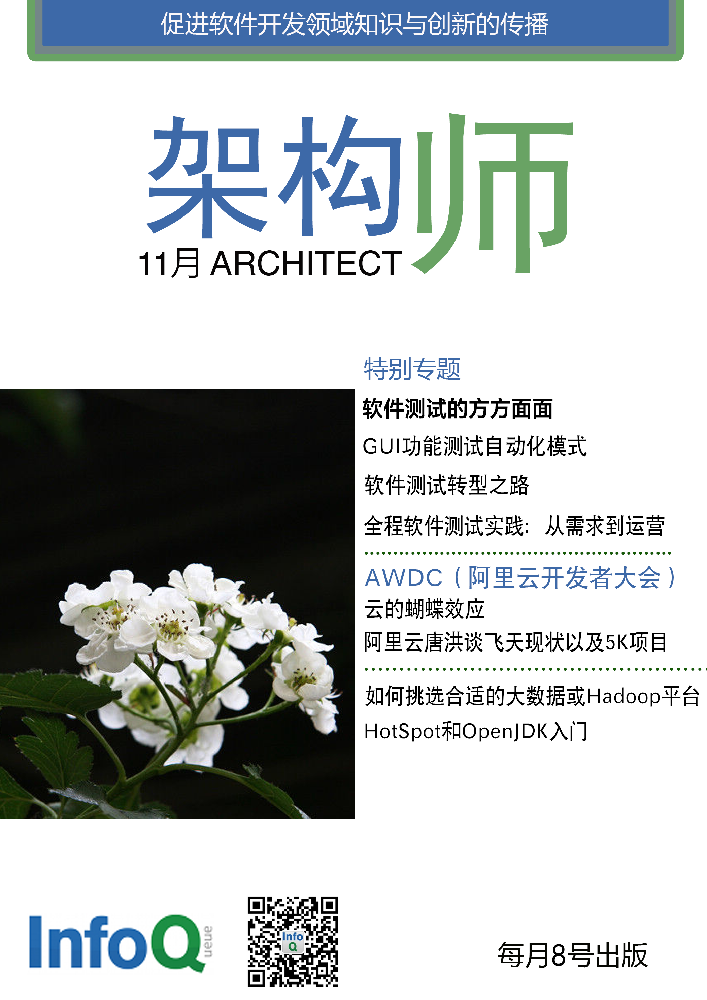 促进软件开发领域知识与创新的传播
架构师
11月 ARCHITECT
特别专题
软件测试的方方面面
GUI功能测试自动化模式
软件测试转型之路
全程软件测试实践: 从需求到运营
AWDC（阿里云开发者大会）
云的蝴蝶效应
阿里云唐洪谈飞天现状以及5K项目
如何挑选合适的大数据或Hadoop平台
HotSpot和OpenJDK入门
InfoQ
ueue
Info
Q
每月8号出版